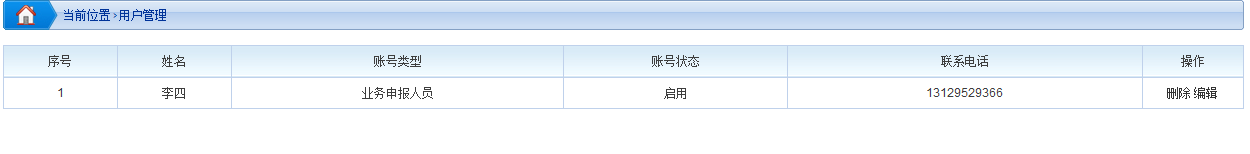 当前位置>用户管理
序号 姓名 账号类型 账号状态 联系电话 操作
1 李四 业务申报人员 启用 13129529366 删除 编辑